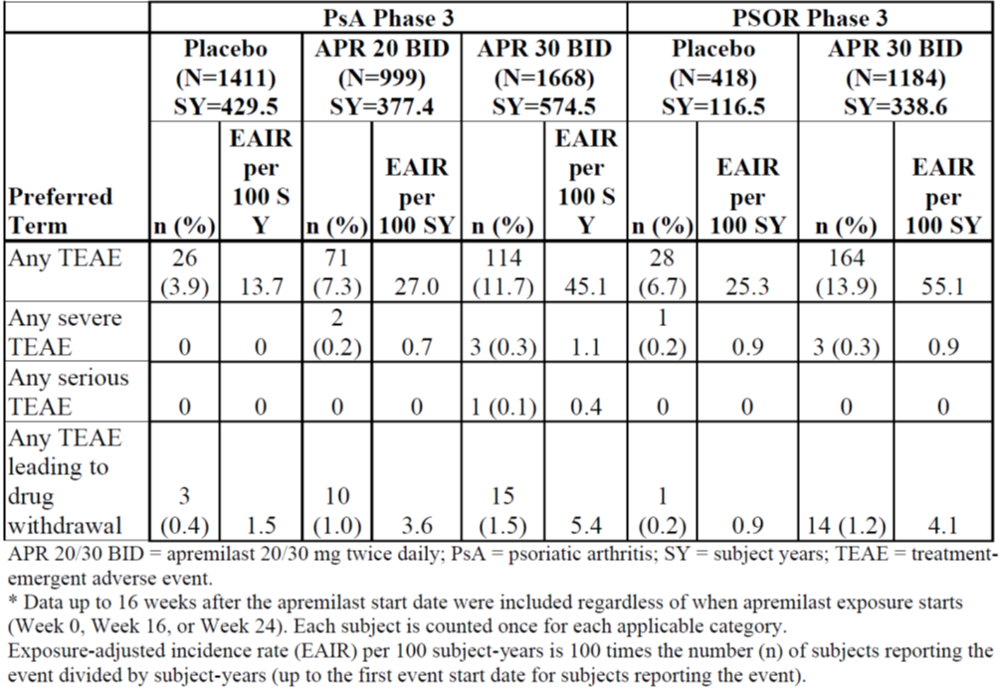 PsA Phase 3 PSOR Phase 3
Placebo APR 20 BID APR 30 BID Placebo APR 30 BID
(N=1411) (N=999) (N=1668) (N=418) (N=1184)
SY=429.5 SY=377.4 SY=574.5 SY=116.5 SY=338.6
EAIR EAIR
per EAIR per EAIR EAIR
Preferred 100 S per 100 S per per
Term n (%) Y n (%) 100 SY n (%) Y n (%) 100 SY n (%) 100 SY
Any TEAE 26 71 114 28 164
(3.9) 13.7 (7.3) 27.0 (11.7) 45.1 (6.7) 25.3 (13.9) 55.1
Any severe 2 1
TEAE 0 0 (0.2) 0.7 3 (0.3) 1.1 (0.2) 0.9 3 (0.3) 0.9
Any serious
TEAE 0 0 0 0 1 (0.1) 0.4 0 0 0 0
Any TEAE
leading to
drug 3 10 15 1
withdrawal (0.4) 1.5 (1.0) 3.6 (1.5) 5.4 (0.2) 0.9 14 (1.2) 4.1
APR 20/30 BID = apremilast 20/30 mg twice daily; PsA = psoriatic arthritis; SY = subject years; TEAE = treatment-
emergent adverse event.
* Data up to 16 weeks after the apremilast start date were included regardless of when apremilast exposure starts
(Week 0, Week 16, or Week 24). Each subject is counted once for each applicable category.
Exposure-adjusted incidence rate (EAIR) per 100 subject-years is 100 times the number (n) of subjects reporting the
event divided by subject-years (up to the first event start date for subjects reporting the event).